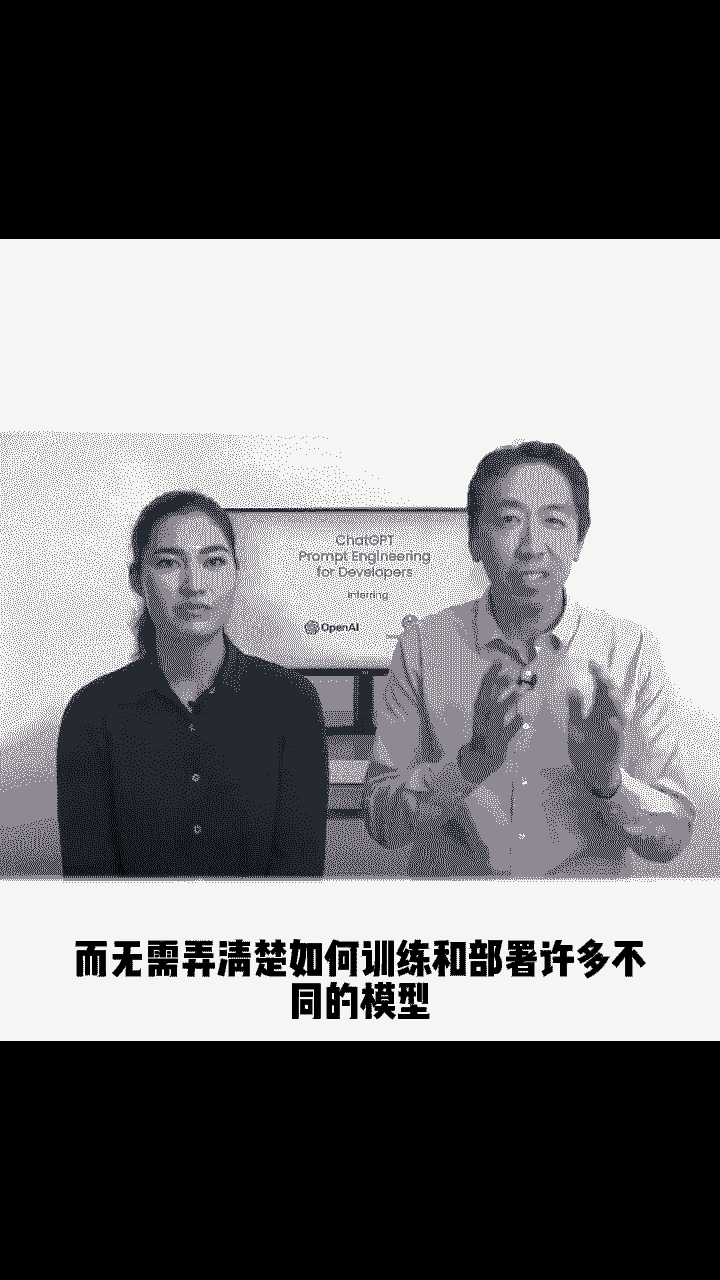 ChatGPT
Prompt Engineering
for Developers
Inferring
OpenAI
而无需弄清楚如何训练和部署许多不
同的模型